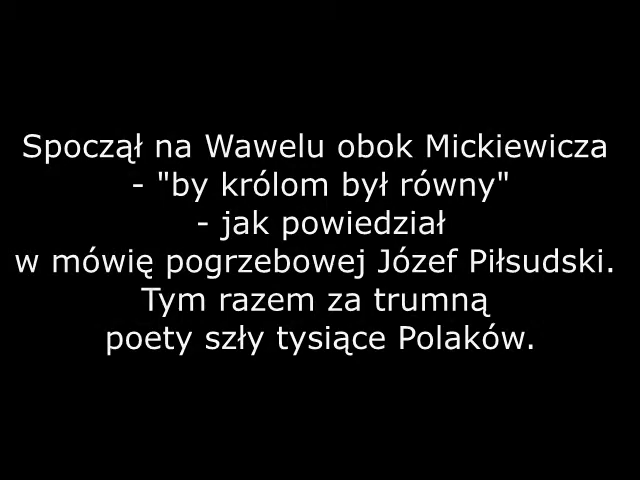 Spoczął na Wawelu obok Mickiewicza
- "by królom był równy"
- jak powiedział
w mówię pogrzebowej Józef Piłsudski.
Tym razem za trumną
poety szły tysiące Polaków.